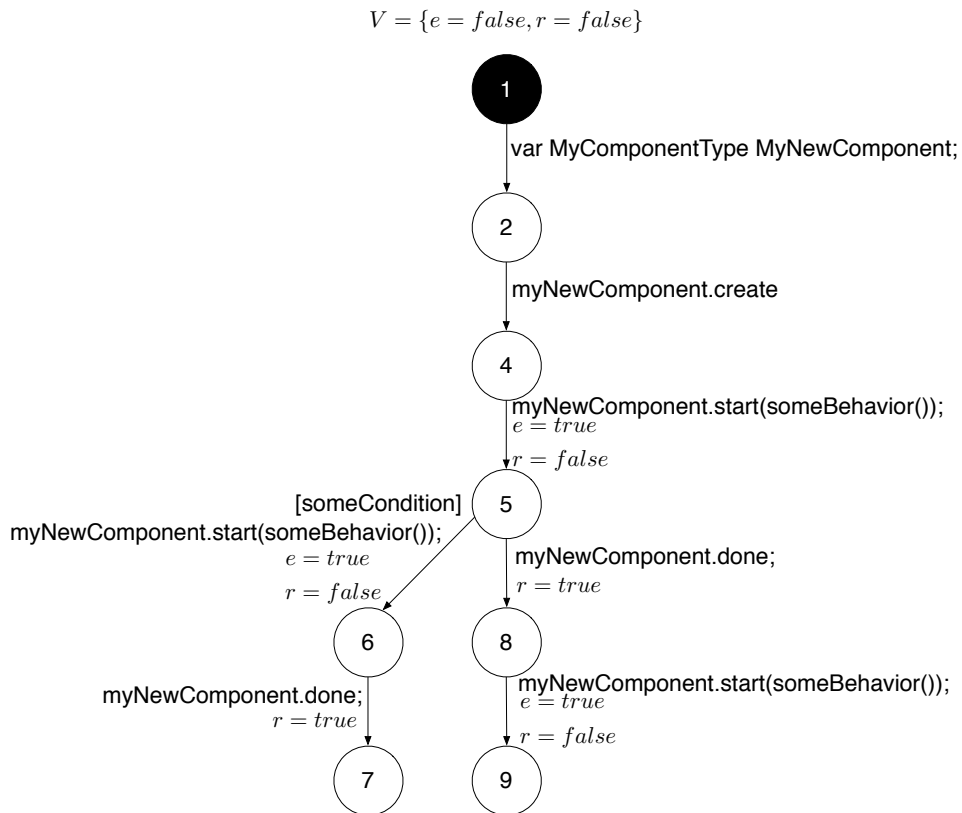 V = {e = false, r = false}
1
var MyComponentType MyNewComponent;
2
myNewComponent.create
4
myNewComponent.start(someBehavior());
e = true
r = false
5
[someCondition]
myNewComponent.start(someBehavior());
e = true
r = false
myNewComponent.done;
r = true
6
8
myNewComponent.done;
r = true
myNewComponent.start(someBehavior());
e = true
r = false
7
9